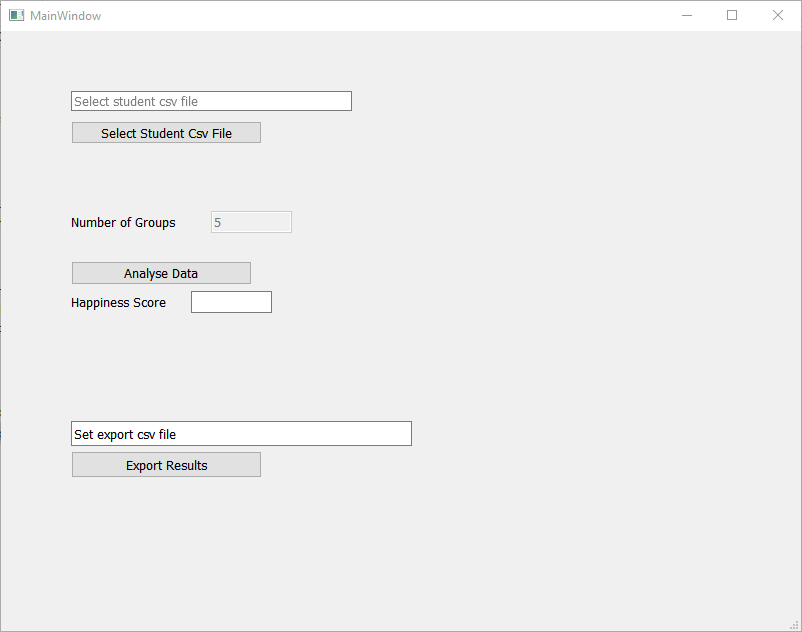 MainWindow
Select student csv file
Select Student Csv File
Number of Groups 5
Analyse Data
Happiness Score
Set export csv file
Export Results